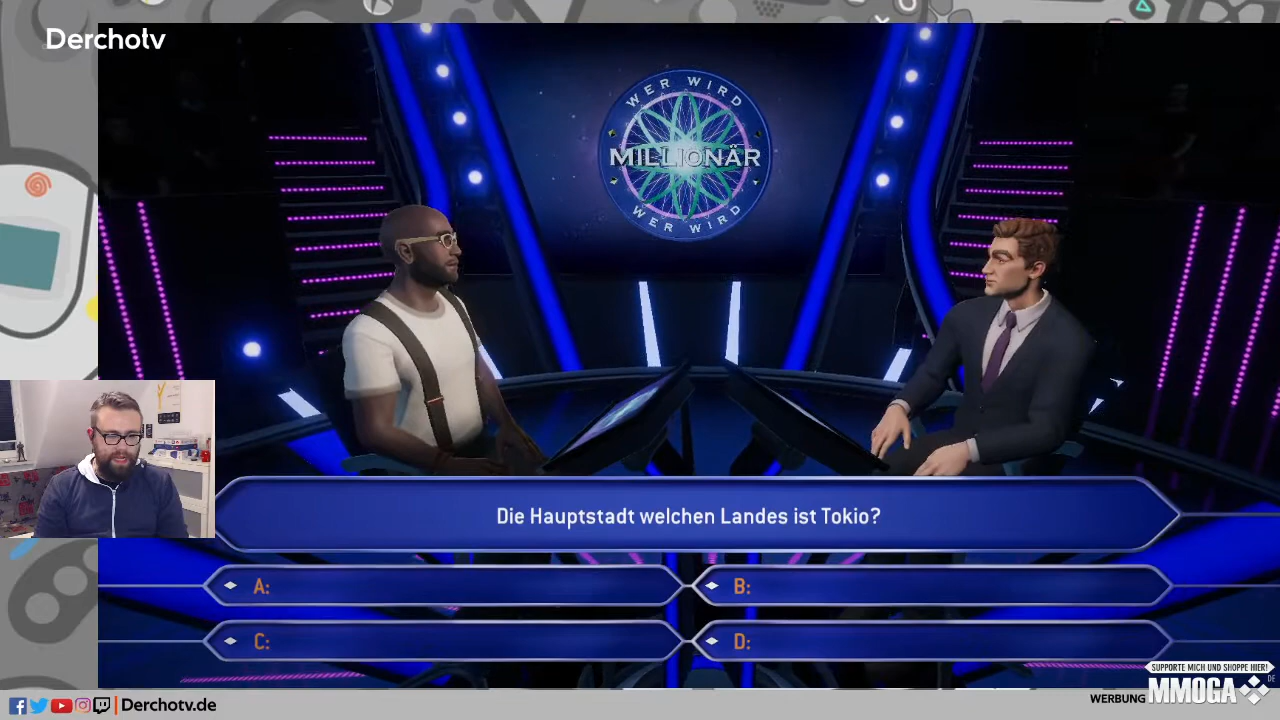 Derchotv
WER WIRD
MILLIONÄR
WER WIRD
Die Hauptstadt welchen Landes ist Tokio?
A:
B:
C:
D:
SUPPORTE MICH UND SHOPPE HIER!
WERBUNG MMOGA .DE
Derchotv.de